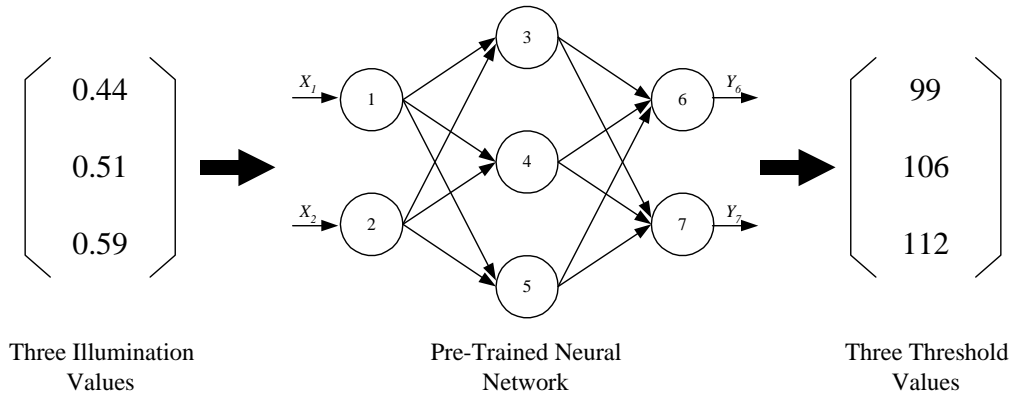 0.44
0.51
0.59
Three Illumination
Values
X1
X2
1
2
3
4
5
6
7
Y6
Y7
Pre-Trained Neural
Network
99
106
112
Three Threshold
Values